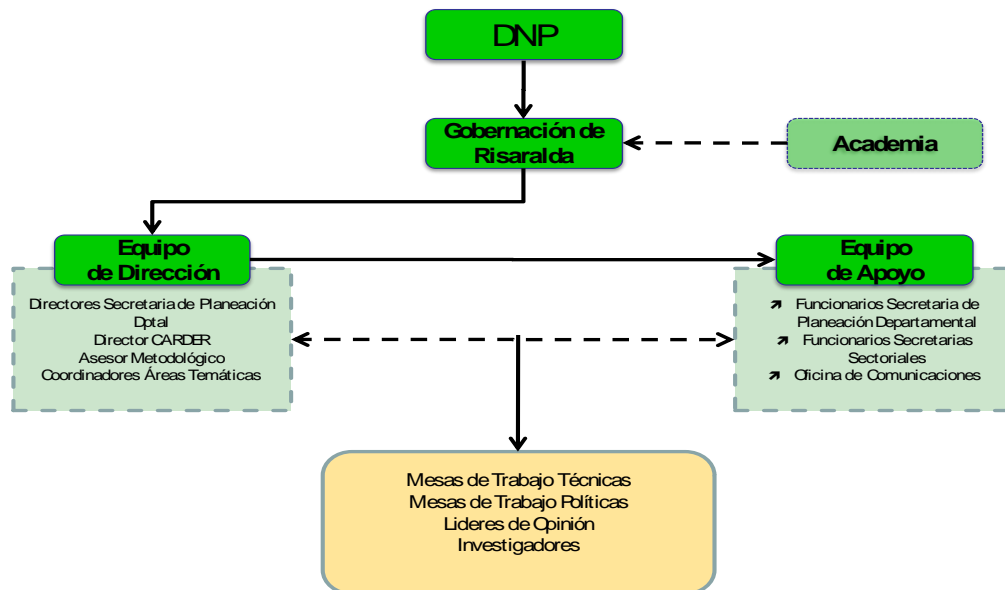 DNP
Gobernación de
Risaralda
Academia
Equipo
de Dirección
Directores Secretaria de Planeación
Dptal
Director CARDER
Asesor Metodológico
Coordinadores Áreas Temáticas
Equipo
de Apoyo
Funcionarios Secretaria de
Planeación Departamental
Funcionarios Secretarias
Sectoriales
Oficina de Comunicaciones
Mesas de Trabajo Técnicas
Mesas de Trabajo Políticas
Lideres de Opinión
Investigadores